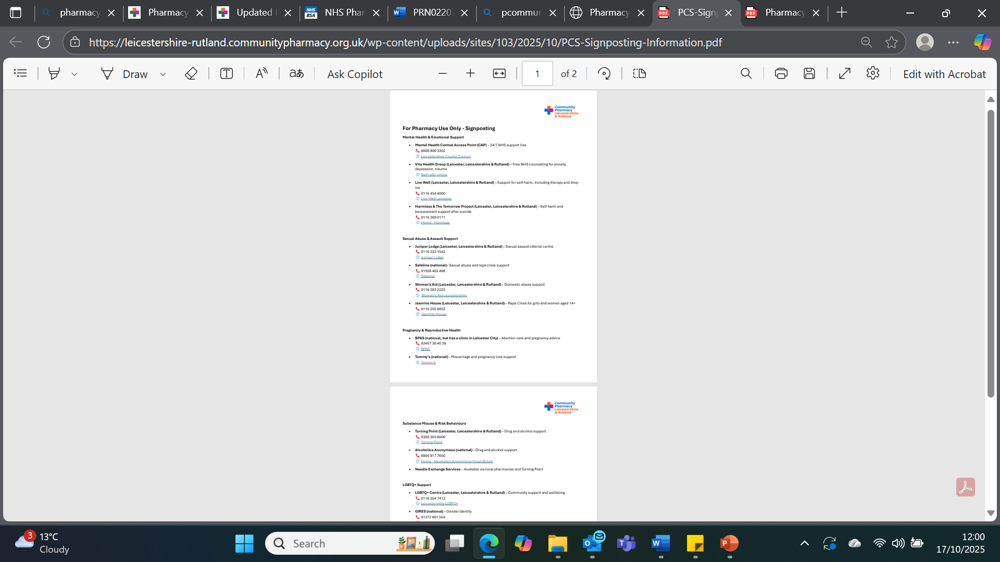 pharmacy
Pharmacy
Updated
NHS Phar
PRN0220
pcommun
Pharmacy
PCS-Sign
Pharmacy
https://leicestershire-rutland.communitypharmacy.org.uk/wp-content/uploads/sites/103/2025/10/PCS-Signposting-Information.pdf
Draw
Ask Copilot
1
of 2
Edit with Acrobat
Community
Pharmacy
Leicestershire
& Rutland
For Pharmacy Use Only - Signposting
Mental Health & Emotional Support
• Mental Health Central Access Point (CAP) – 24/7 NHS support line
0808 800 3302
Leicestershire County Council
• Vita Health Group (Leicester, Leicestershire & Rutland) – Free NHS counselling for anxiety,
depression, trauma
Self-refer online
• Live Well (Leicester, Leicestershire & Rutland) – Support for self-harm, including therapy and drop-
ins
0116 454 4000
Live Well Leicester
• Harmless & The Tomorrow Project (Leicester, Leicestershire & Rutland) – Self harm and
bereavement support after suicide
0116 309 0171
Home - Harmless
Sexual Abuse & Assault Support
• Juniper Lodge (Leicester, Leicestershire & Rutland) – Sexual assault referral centre
0116 222 1542
Juniper Lodge
• Safeline (national)– Sexual abuse and rape crisis support
01926 402 498
Safeline
• Women's Aid (Leicester, Leicestershire & Rutland) – Domestic abuse support
0116 283 2225
Women's Aid Leicestershire
• Jasmine House (Leicester, Leicestershire & Rutland) – Rape Crisis for girls and women aged 14+
0116 255 8852
Jasmine House
Pregnancy & Reproductive Health
• BPAS (national, but has a clinic in Leicester City) – Abortion care and pregnancy advice
03457 30 40 30
BPAS
• Tommy's (national) – Miscarriage and pregnancy loss support
Tommy's
Community
Pharmacy
Leicestershire
& Rutland
Substance Misuse & Risk Behaviours
• Turning Point (Leicester, Leicestershire & Rutland) – Drug and alcohol support
0300 303 6000
Turning Point
• Alcoholics Anonymous (national) – Drug and alcohol support
0800 917 7650
Home - Alcoholics Anonymous Great Britain
• Needle Exchange Services – Available via local pharmacies and Turning Point
LGBTQ+ Support
• LGBTQ+ Centre (Leicester, Leicestershire & Rutland) – Community support and wellbeing
0116 254 7412
Leicestershire LGBTQ+
• GIRES (national) – Gender identity
01372 801 554
3
13°C
Cloudy
Search
12:00
17/10/2025